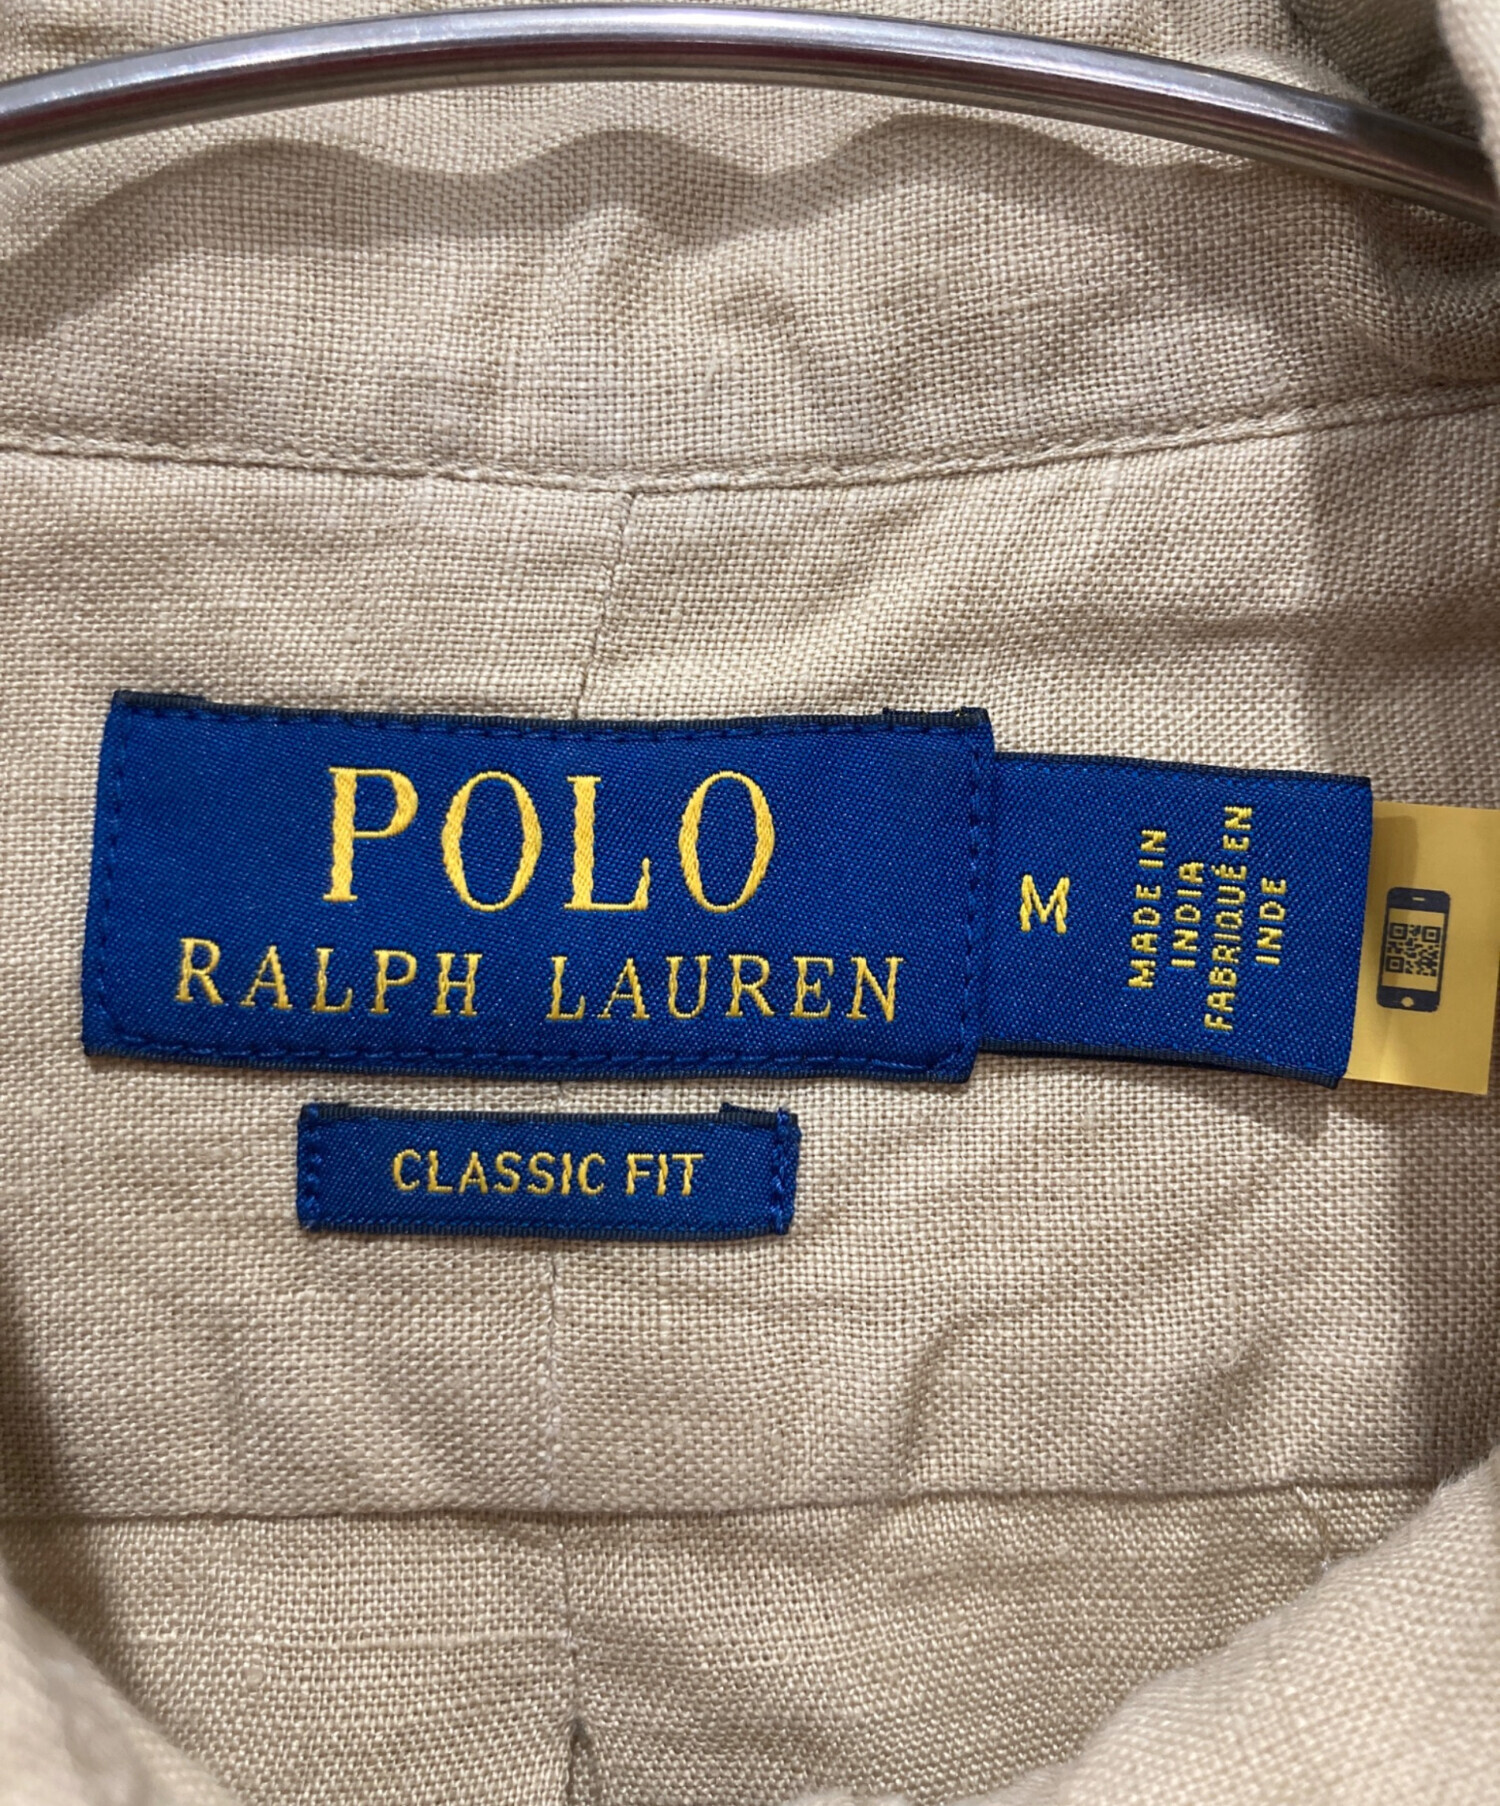 POLO
RALPH LAUREN
M
MADE IN
INDIA
FABRIQUÉ EN
INDE
CLASSIC FIT